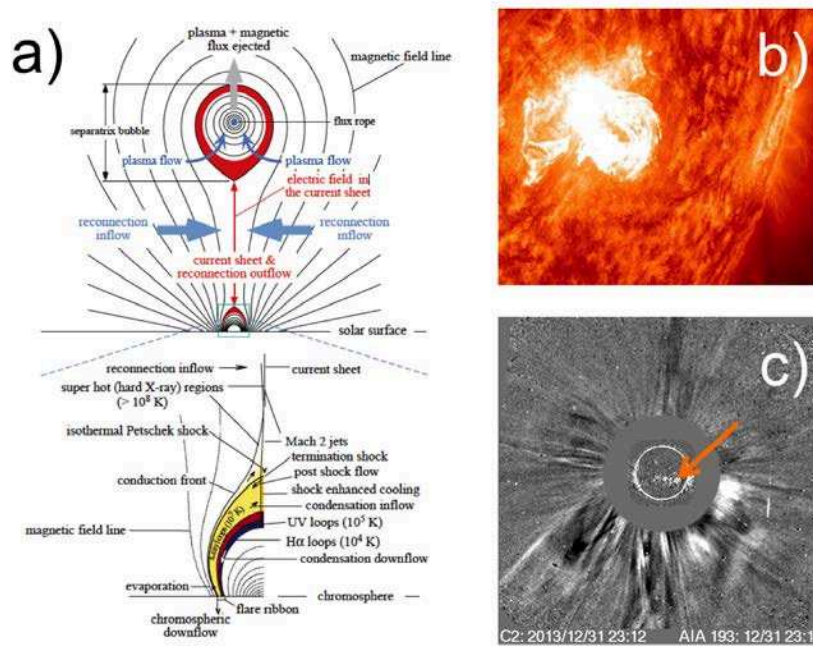 a)
plasma + magnetic
flux ejected
magnetic field line
separatrix bubble
flux rope
plasma flow
plasma flow
electric field in
the current sheet
reconnection
inflow
reconnection
inflow
current sheet &
reconnection outflow
solar surface
reconnection inflow
current sheet
super hot (hard X-ray) regions
(> 10⁸ K)
isothermal Petschek shock
Mach 2 jets
termination shock
conduction front
post shock flow
shock enhanced cooling
condensation inflow
magnetic field line
UV loops (10⁵ K)
Hα loops (10⁴ K)
condensation downflow
evaporation
flare ribbon
chromosphere
chromospheric
downflow
b)
c)
C2: 2013/12/31 23:12
AIA 193: 12/31 23:1